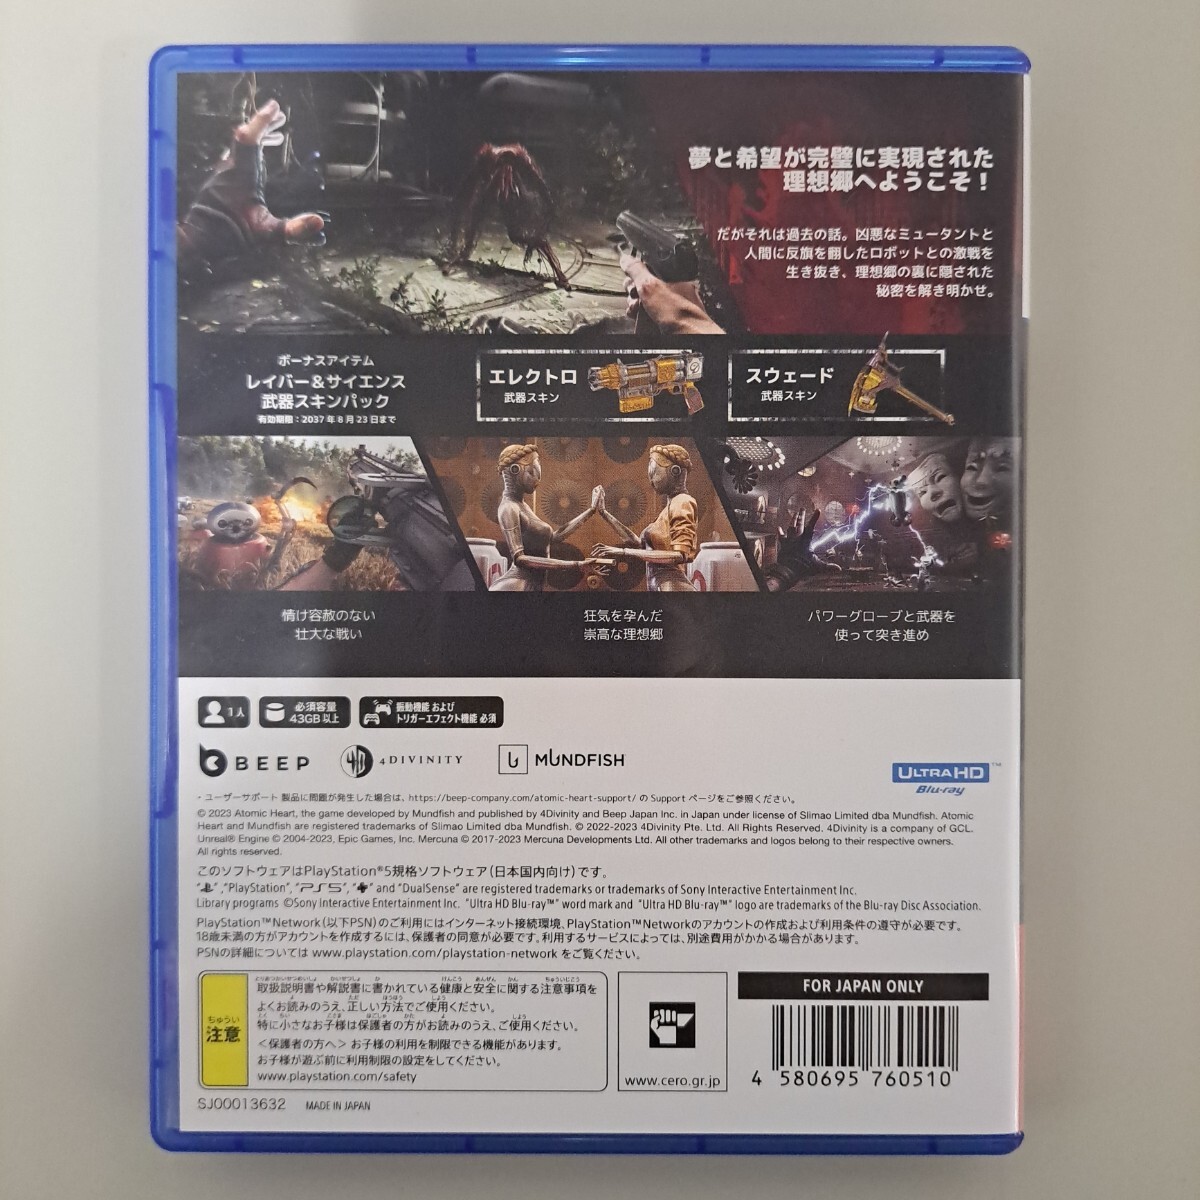 夢と希望が完璧に実現された
理想郷へようこそ!
だがそれは過去の話。凶悪なミュータントと
人間に反旗を翻したロボットとの激戦を
生き抜き、理想郷の裏に隠された
秘密を解き明かせ。
ボーナスアイテム
レイバー&サイエンス
武器スキンパック
有効期限:2037年8月23日まで
エレクトロ
武器スキン
スウェード
武器スキン
情け容赦のない
壮大な戦い
狂気を孕んだ
崇高な理想郷
パワーグローブと武器を
使って突き進め
1人
必須容量
43GB以上
振動機能 および
トリガーエフェクト機能 必須
BEEP
4DIVINITY
MUNDFISH
ULTRA HD
Blu-ray™
・ユーザーサポート 製品に問題が発生した場合は、https://beep-company.com/atomic-heart-support/ の Support ページをご参照ください。
© 2023 Atomic Heart, the game developed by Mundfish and published by 4Divinity and Beep Japan Inc. in Japan under license of Slimao Limited dba Mundfish. Atomic
Heart and Mundfish are registered trademarks of Slimao Limited dba Mundfish. © 2022-2023 4Divinity Pte. Ltd. All Rights Reserved. 4Divinity is a company of GCL.
Unreal® Engine © 2004-2023, Epic Games, Inc. Mercuna © 2017-2023 Mercuna Developments Ltd. All other trademarks and logos belong to their respective owners.
All rights reserved.
このソフトウェアはPlayStation®5規格ソフトウェア(日本国内向け)です。
" ", "PlayStation", "PS5", " " and "DualSense" are registered trademarks or trademarks of Sony Interactive Entertainment Inc.
Library programs ©Sony Interactive Entertainment Inc. "Ultra HD Blu-ray™" word mark and "Ultra HD Blu-ray™" logo are trademarks of the Blu-ray Disc Association.
PlayStation™Network(以下PSN)のご利用にはインターネット接続環境、PlayStation™Networkのアカウントの作成および利用条件の遵守が必要です。
18歳未満の方がアカウントを作成するには、保護者の同意が必要です。利用するサービスによっては、別途費用がかかる場合があります。
PSNの詳細については www.playstation.com/playstation-network をご覧ください。
ちゅうい
注意
取扱説明書や解説書に書かれている健康と安全に関する注意事項を
よくお読みのうえ、正しい方法でご使用ください。
特に小さなお子様は保護者の方がお読みのうえ、ご使用ください。
<保護者の方へ> お子様の利用を制限できる機能があります。
お子様が遊ぶ前に利用制限の設定をしてください。
www.playstation.com/safety
www.cero.gr.jp
FOR JAPAN ONLY
4 580695 760510
SJ00013632 MADE IN JAPAN